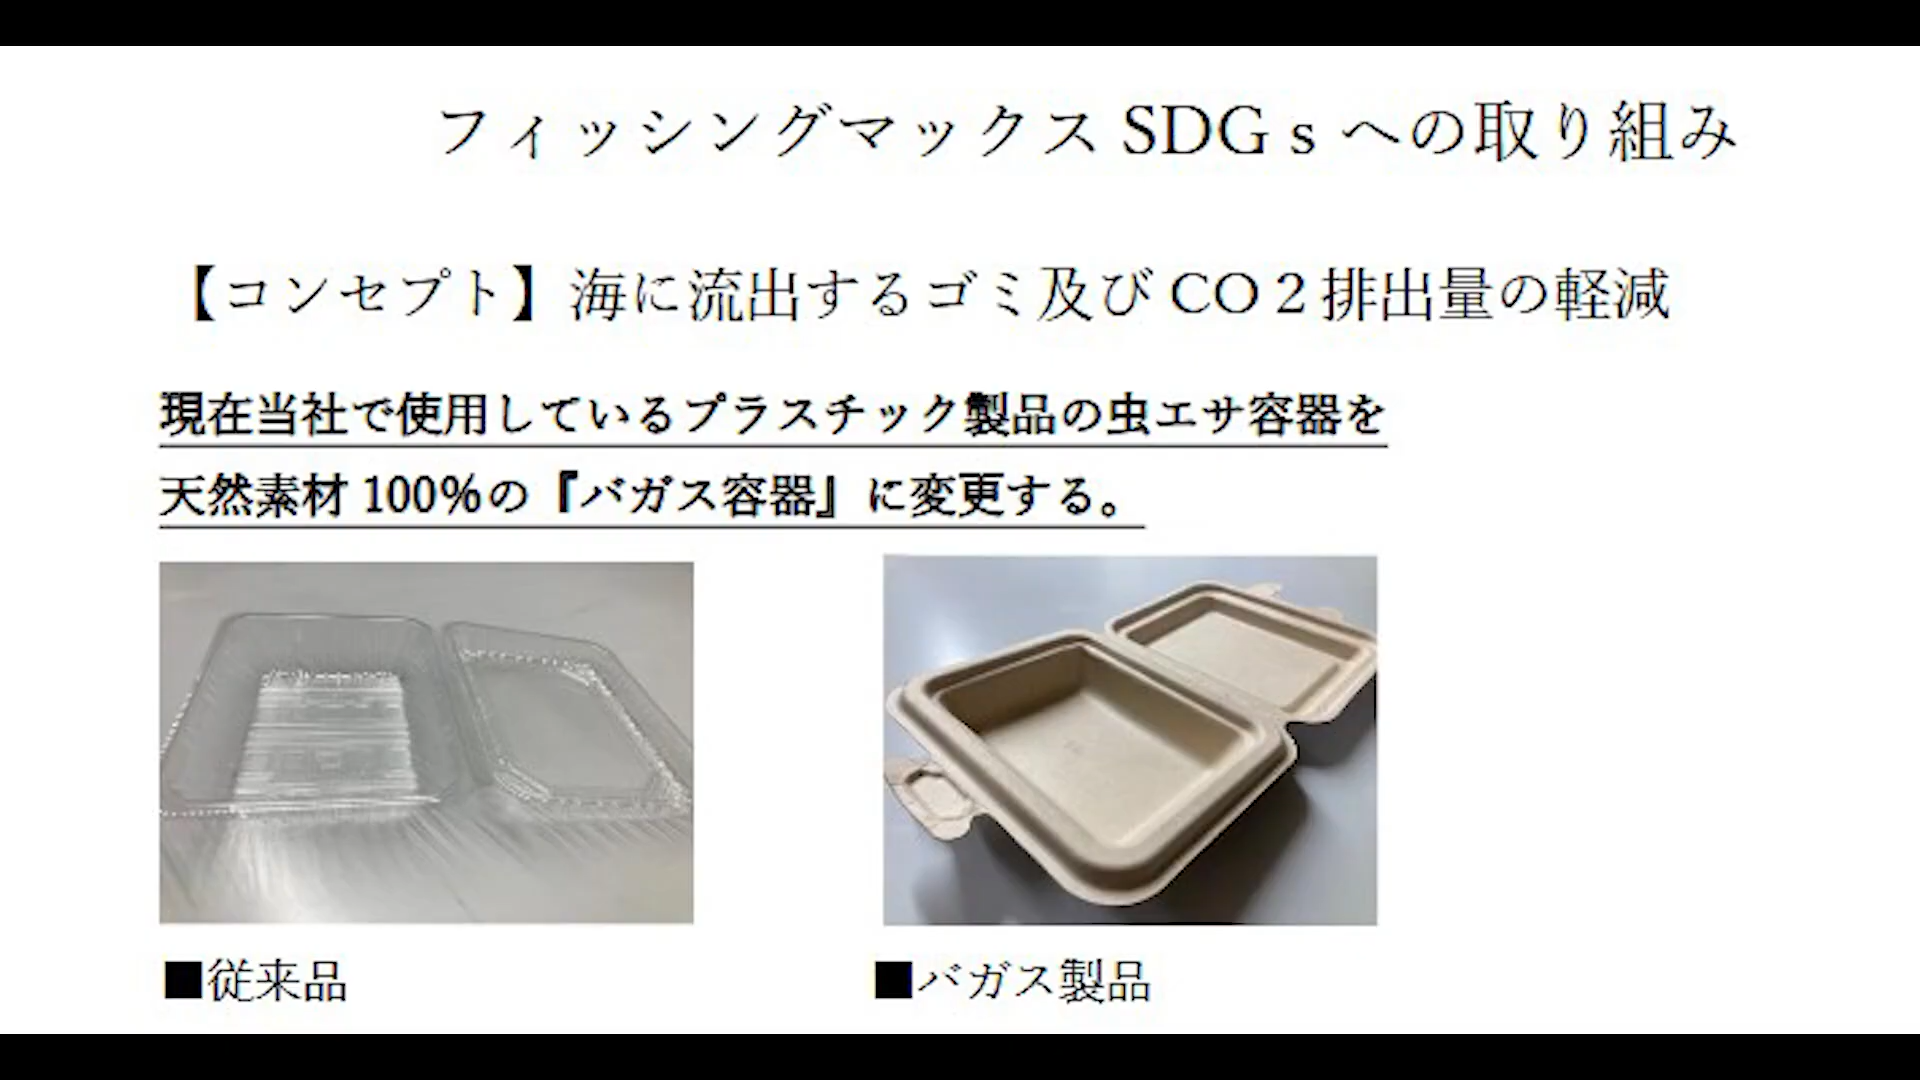 フィッシングマックス SDGｓへの取り組み
【コンセプト】海に流出するゴミ及び CO２排出量の軽減
現在当社で使用しているプラスチック製品の虫エサ容器を
天然素材 100%の『バガス容器』に変更する。
■従来品
■バガス製品